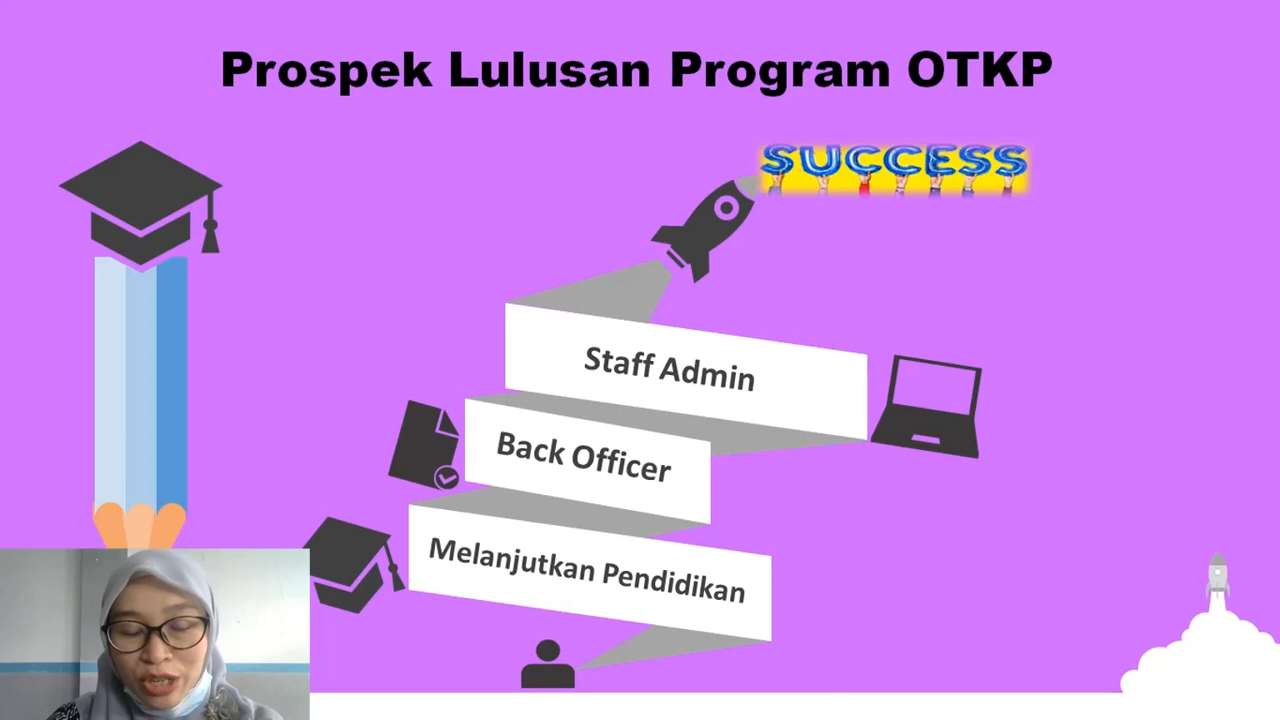 Prospek Lulusan Program OTKP
SUCCESS
Staff Admin
Back Officer
Melanjutkan Pendidikan